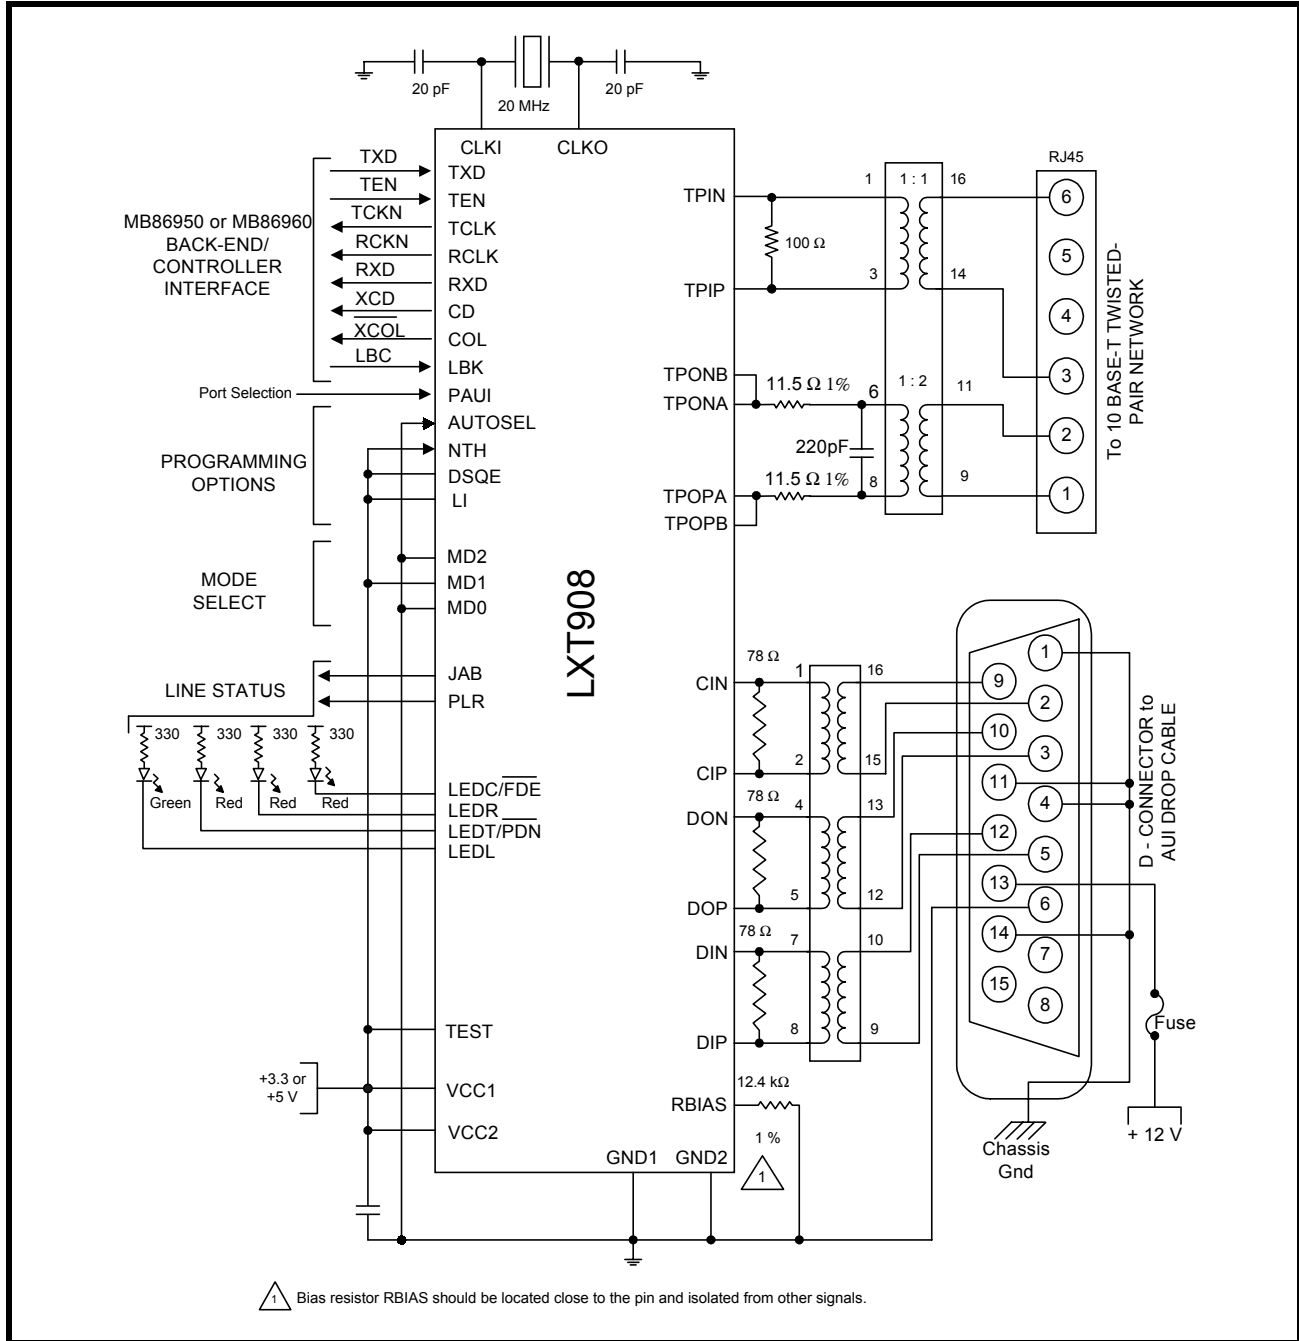 20 pF
20 MHz
20 pF
CLKI
CLKO
MB86950 or MB86960
BACK-END/
CONTROLLER
INTERFACE
TXD
TEN
TCKN
RCKN
RXD
XCD
XCOL
LBC
Port Selection
TXD
TEN
TCLK
RCLK
RXD
CD
COL
LBK
PAUI
AUTOSEL
NTH
DSQE
LI
PROGRAMMING
OPTIONS
MODE
SELECT
MD2
MD1
MD0
LINE STATUS
JAB
PLR
330
330
330
330
Green
Red
Red
Red
LEDC/FDE
LEDR
LEDT/PDN
LEDL
TEST
+3.3 or
+5 V
VCC1
VCC2
GND1
GND2
LXT908
TPIN
TPIP
100 Ω
1
1 : 1
16
3
14
TPONB
TPONA
11.5 Ω 1%
6
1 : 2
11
220pF
11.5 Ω 1%
8
9
TPOPA
TPOPB
RJ45
6
5
4
3
2
1
To 10 BASE-T TWISTED-
PAIR NETWORK
CIN
78 Ω
1
16
CIP
2
15
DON
78 Ω
4
13
DOP
5
12
DIN
78 Ω
7
10
DIP
8
9
RBIAS
12.4 kΩ
1 %
1
1
9
2
10
3
11
4
12
5
13
6
14
7
15
8
D - CONNECTOR to
AUI DROP CABLE
Fuse
+ 12 V
Chassis
Gnd
1 Bias resistor RBIAS should be located close to the pin and isolated from other signals.